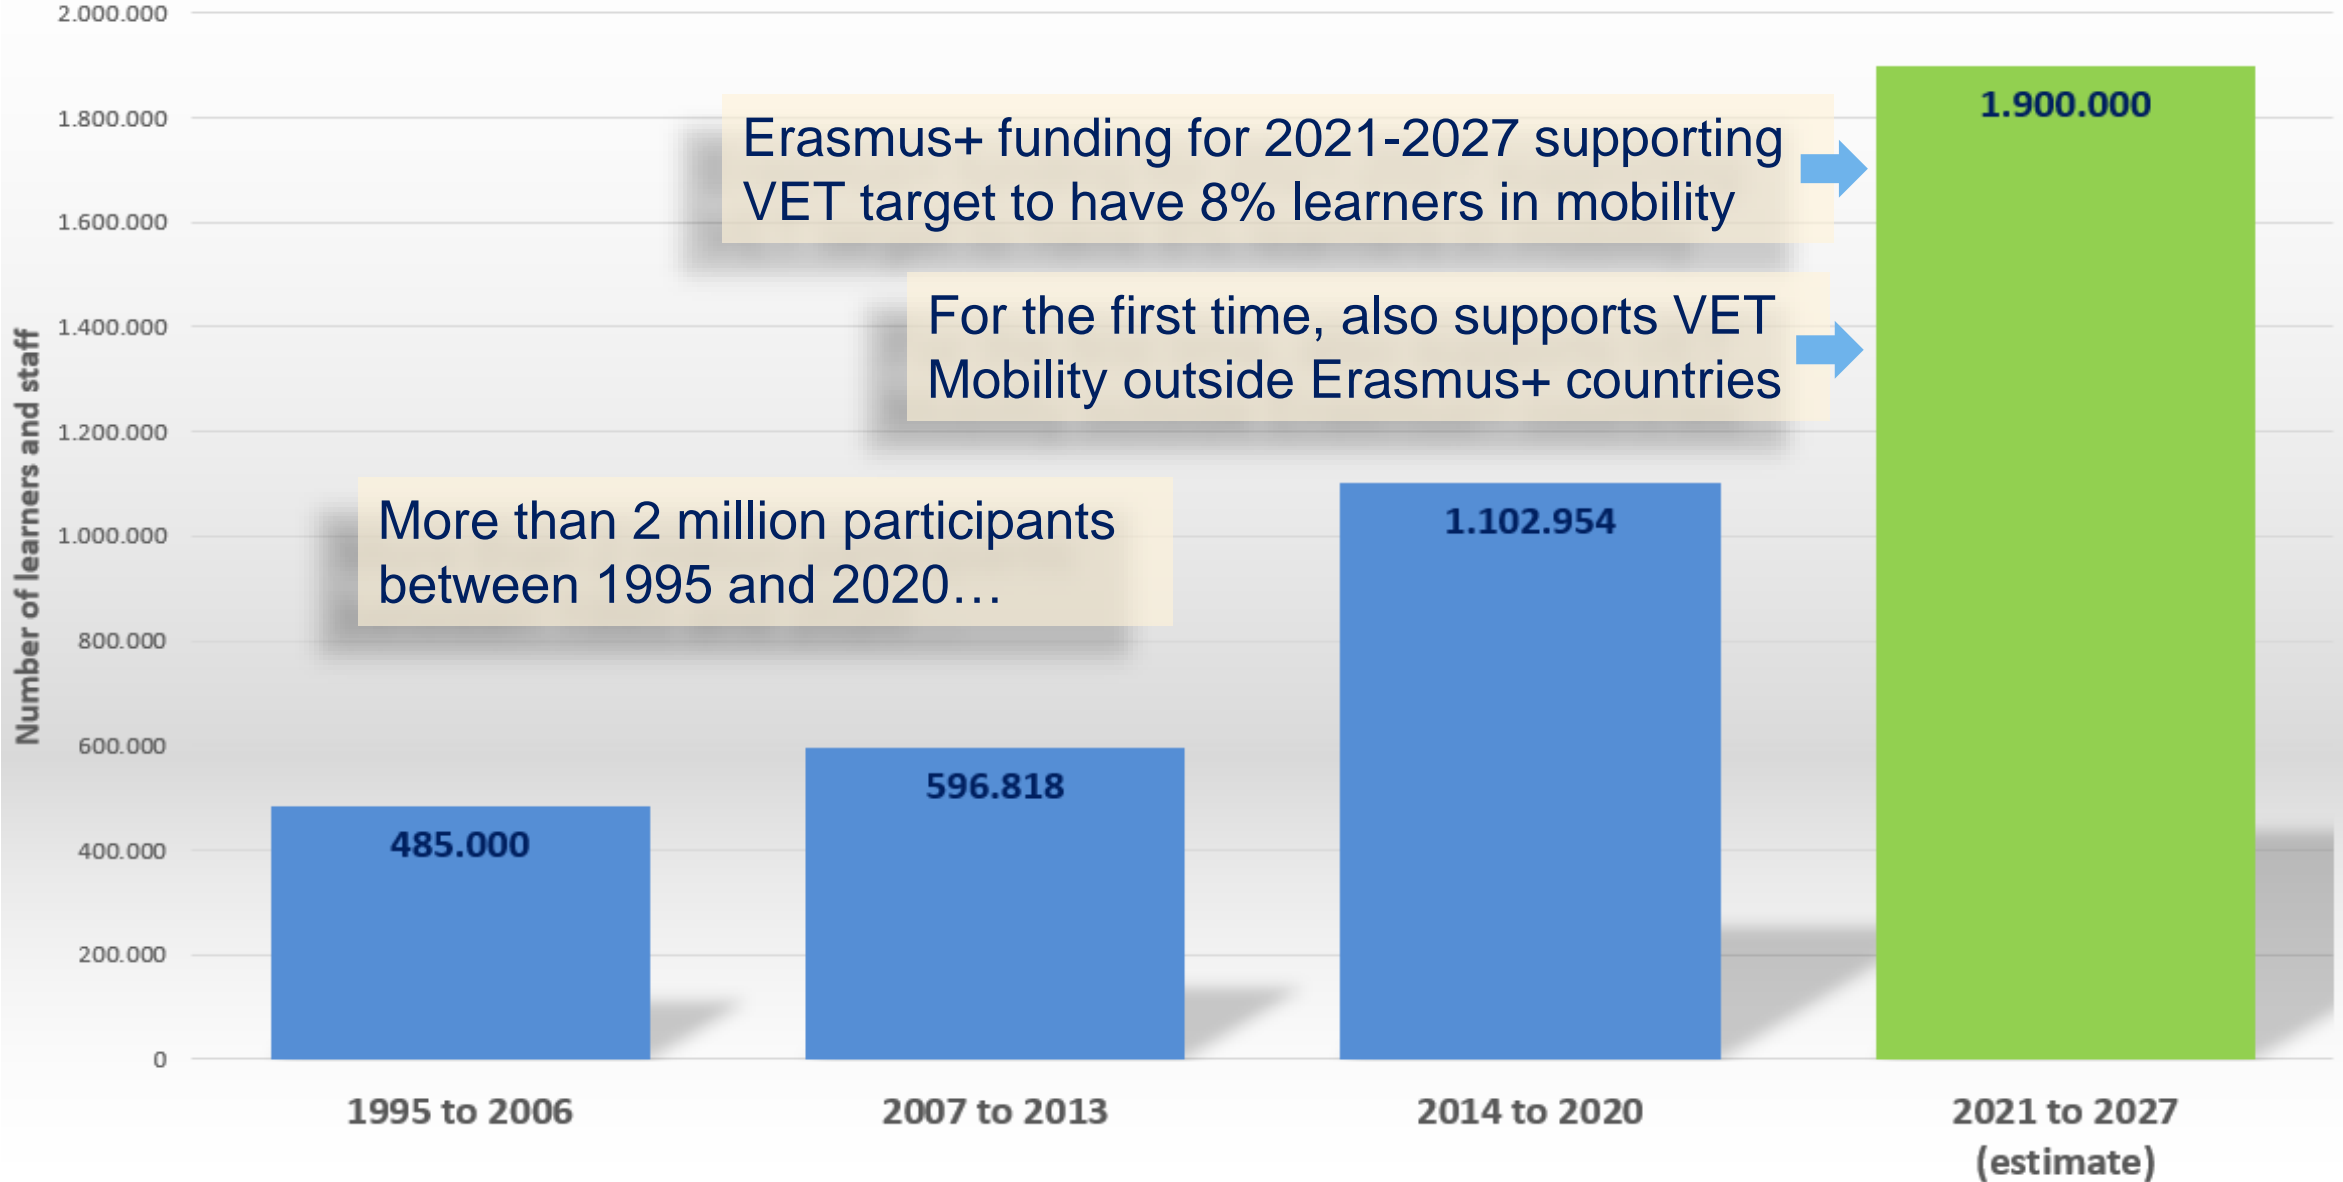 2.000.000
1.800.000
1.600.000
1.400.000
1.200.000
1.000.000
800.000
600.000
400.000
200.000
0
Number of learners and staff
Erasmus+ funding for 2021-2027 supporting
VET target to have 8% learners in mobility
For the first time, also supports VET
Mobility outside Erasmus+ countries
More than 2 million participants
between 1995 and 2020…
485.000
596.818
1.102.954
1.900.000
1995 to 2006
2007 to 2013
2014 to 2020
2021 to 2027
(estimate)